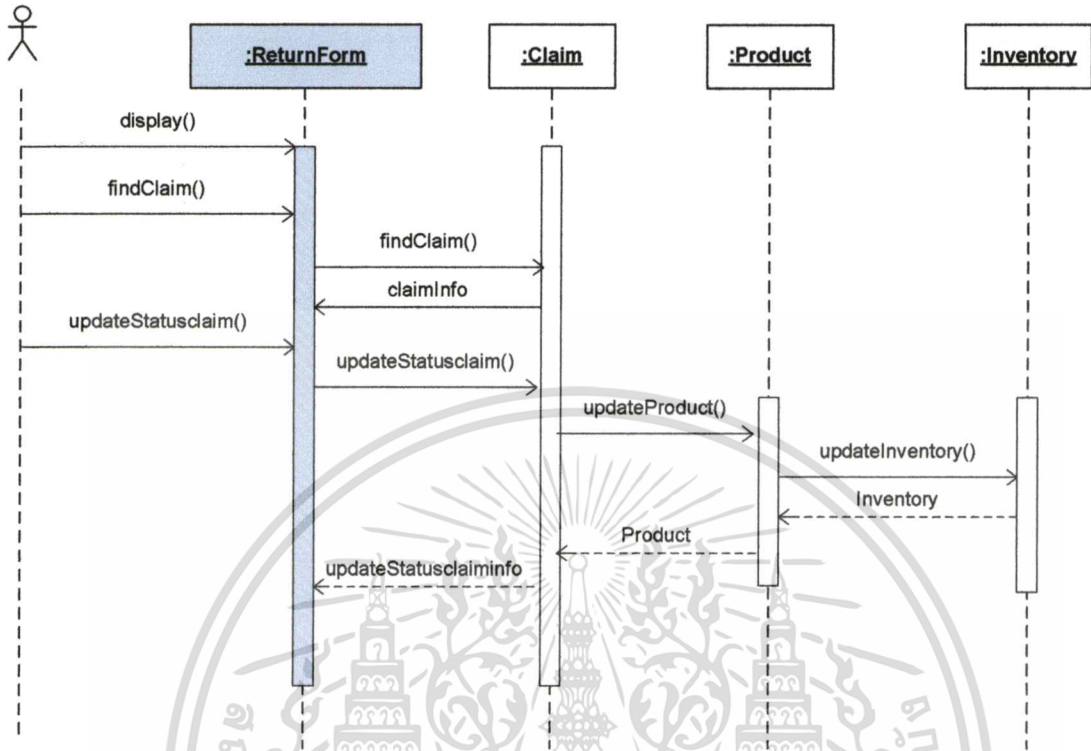 :ReturnForm
:Claim
:Product
:Inventory
display()
findClaim()
findClaim()
claimInfo
updateStatusclaim()
updateStatusclaim()
updateProduct()
updateInventory()
Inventory
Product
updateStatusclaiminfo